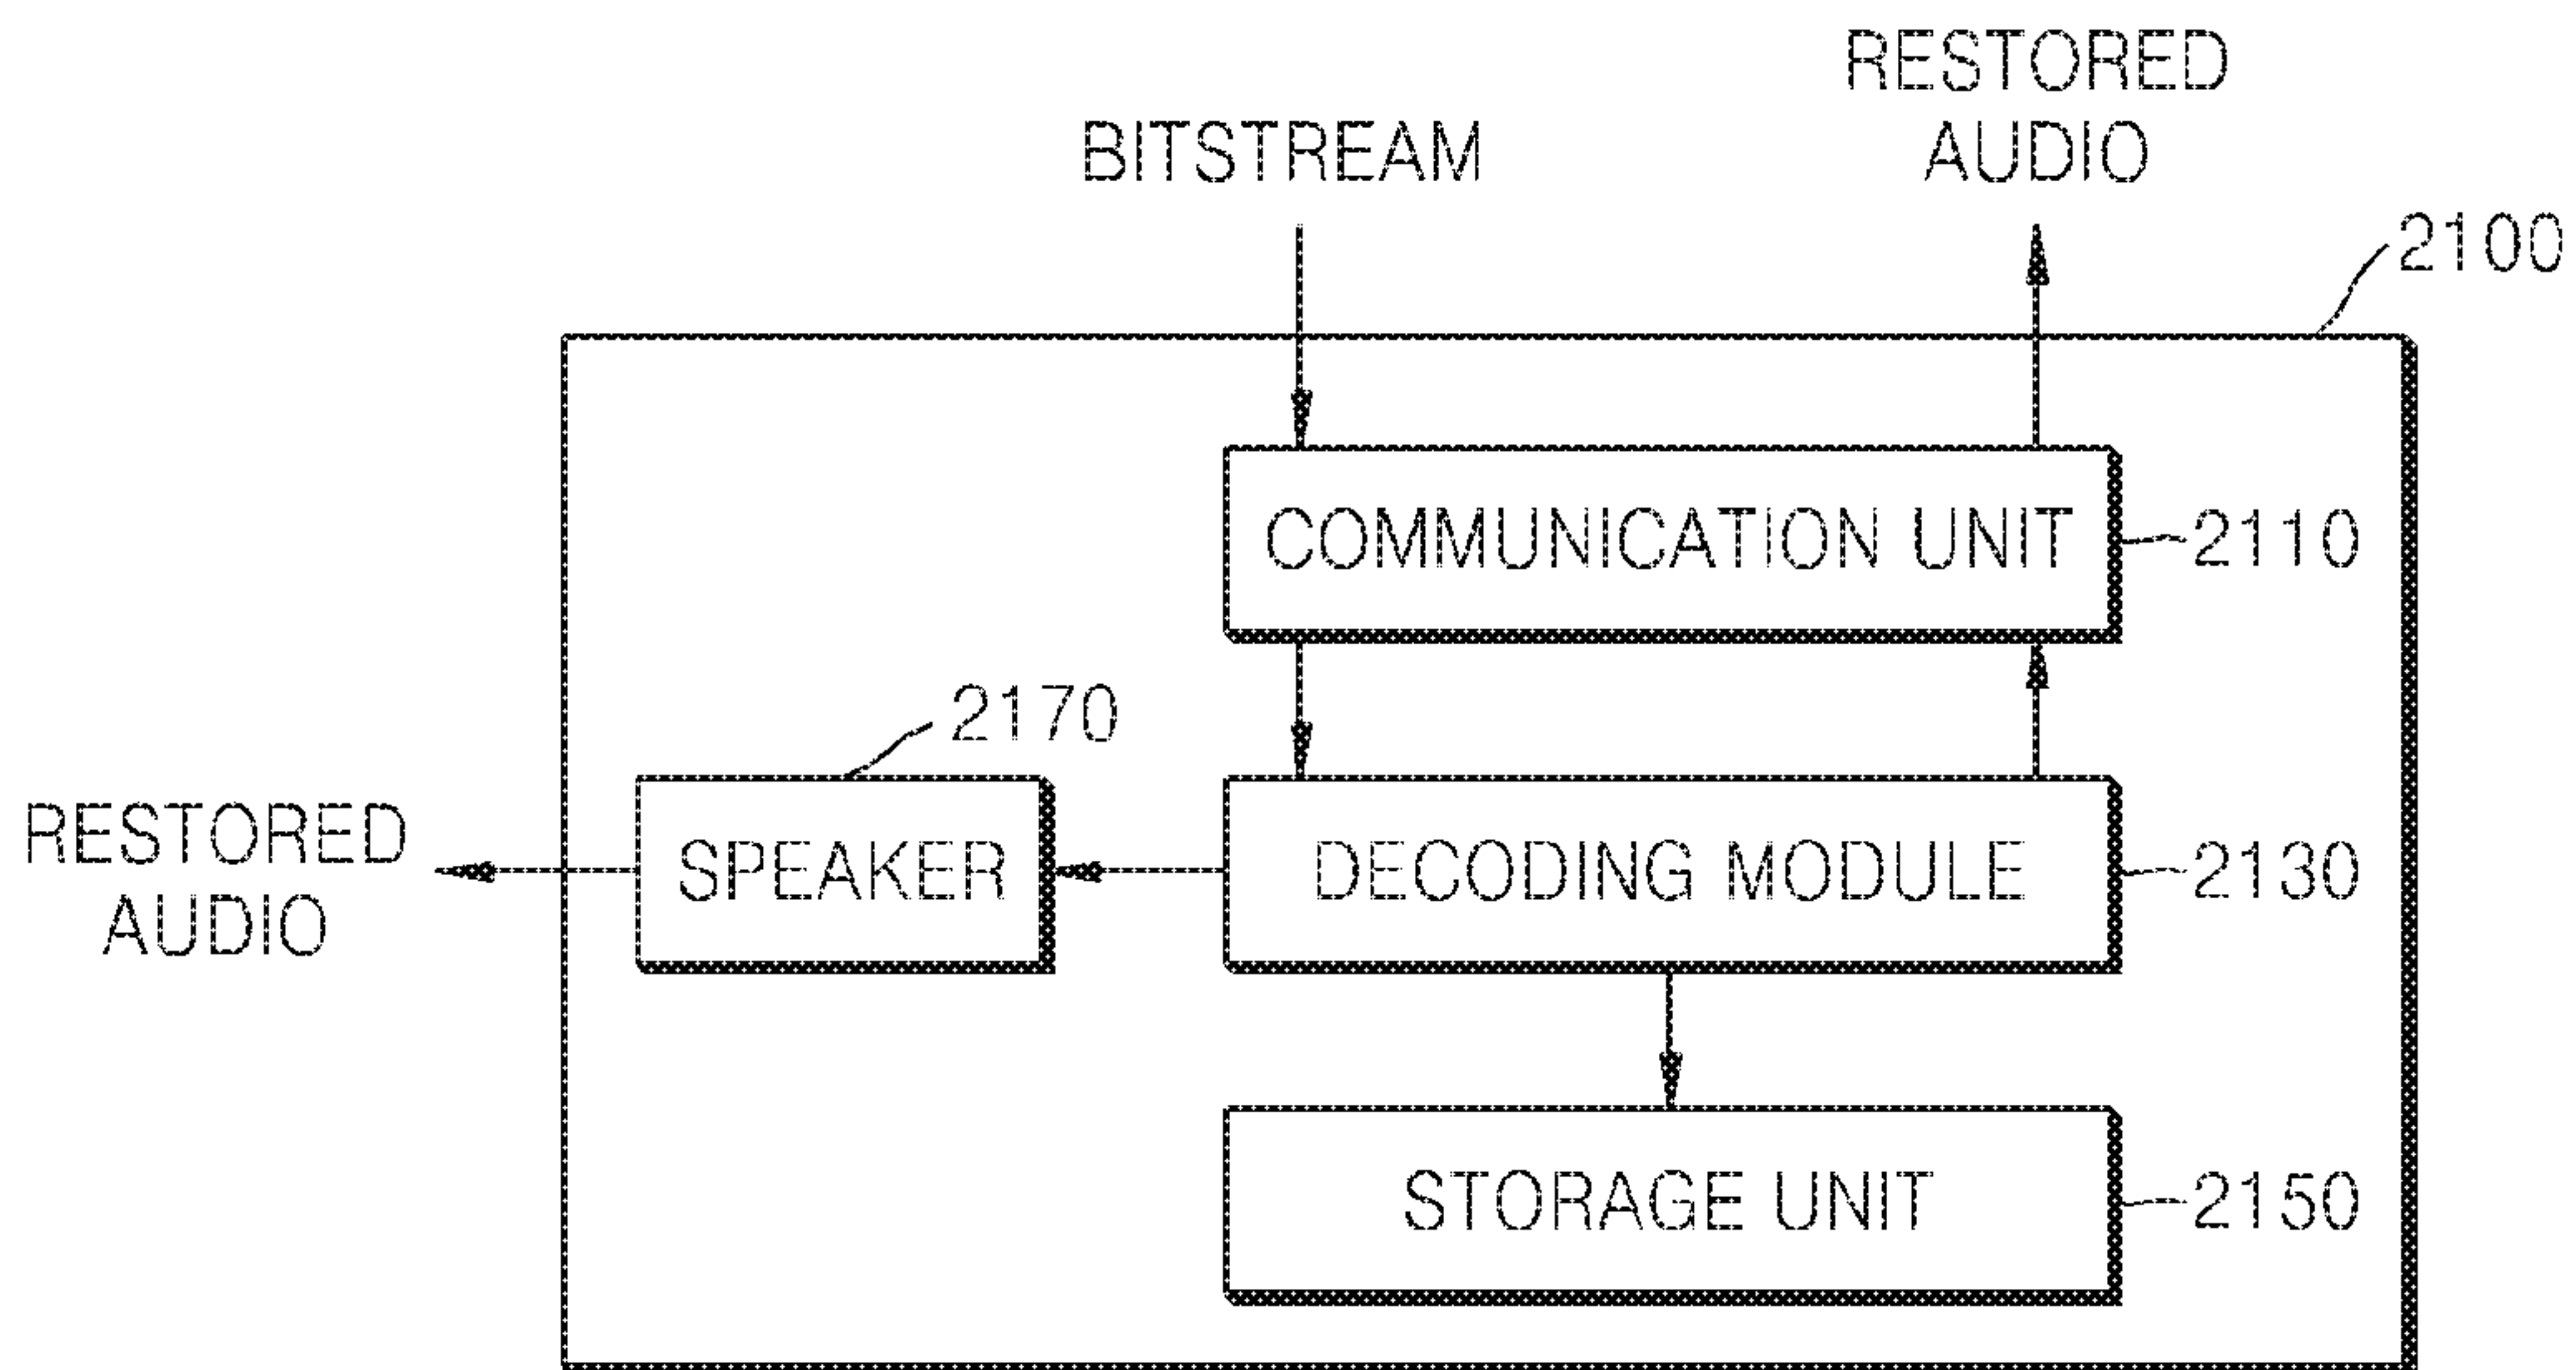 RESTORED
AUDIO
BITSTREAM
2100
COMMUNICATION UNIT
2110
2170
RESTORED
AUDIO
SPEAKER
DECODING MODULE
2130
STORAGE UNIT
2150